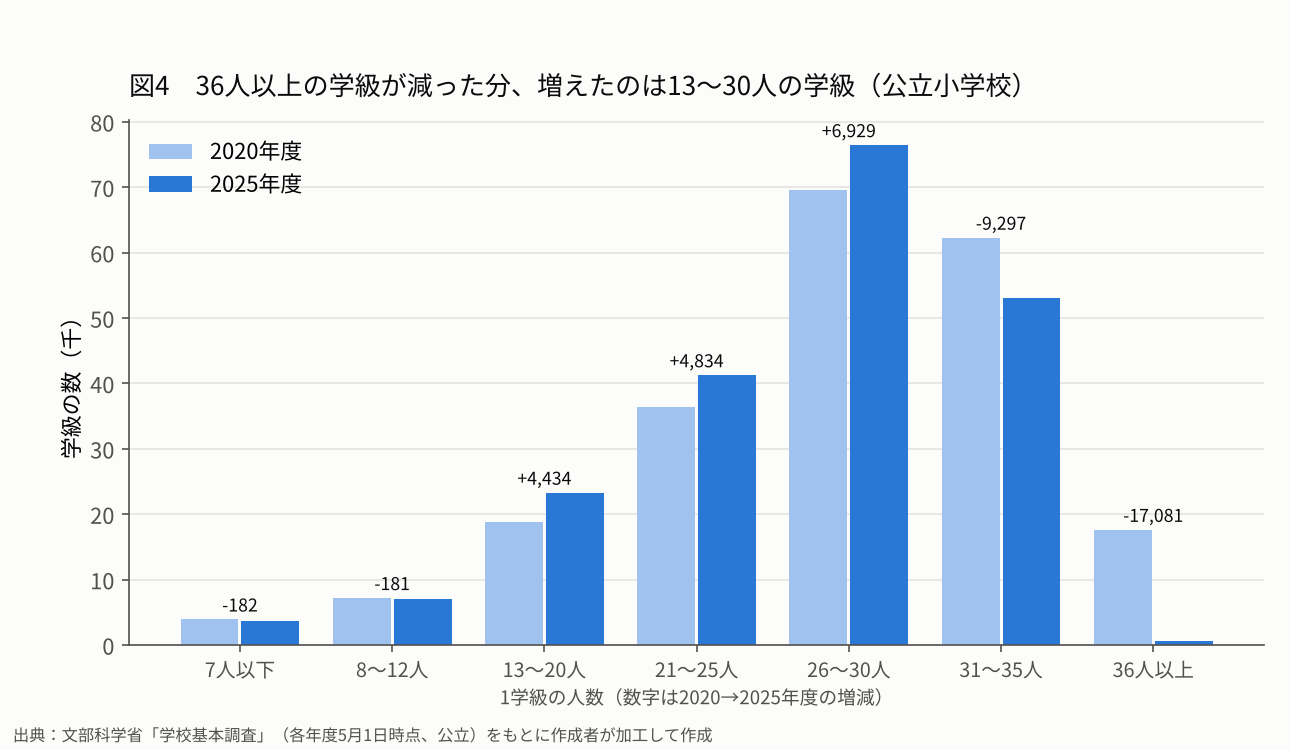 図4　36人以上の学級が減った分、増えたのは13～30人の学級（公立小学校）
2020年度
2025年度
学級の数（千）
80
70
60
50
40
30
20
10
0
-182
-181
+4,434
+4,834
+6,929
-9,297
-17,081
7人以下
8～12人
13～20人
21～25人
26～30人
31～35人
36人以上
1学級の人数（数字は2020→2025年度の増減）
出典：文部科学省「学校基本調査」（各年度5月1日時点、公立）をもとに作成者が加工して作成